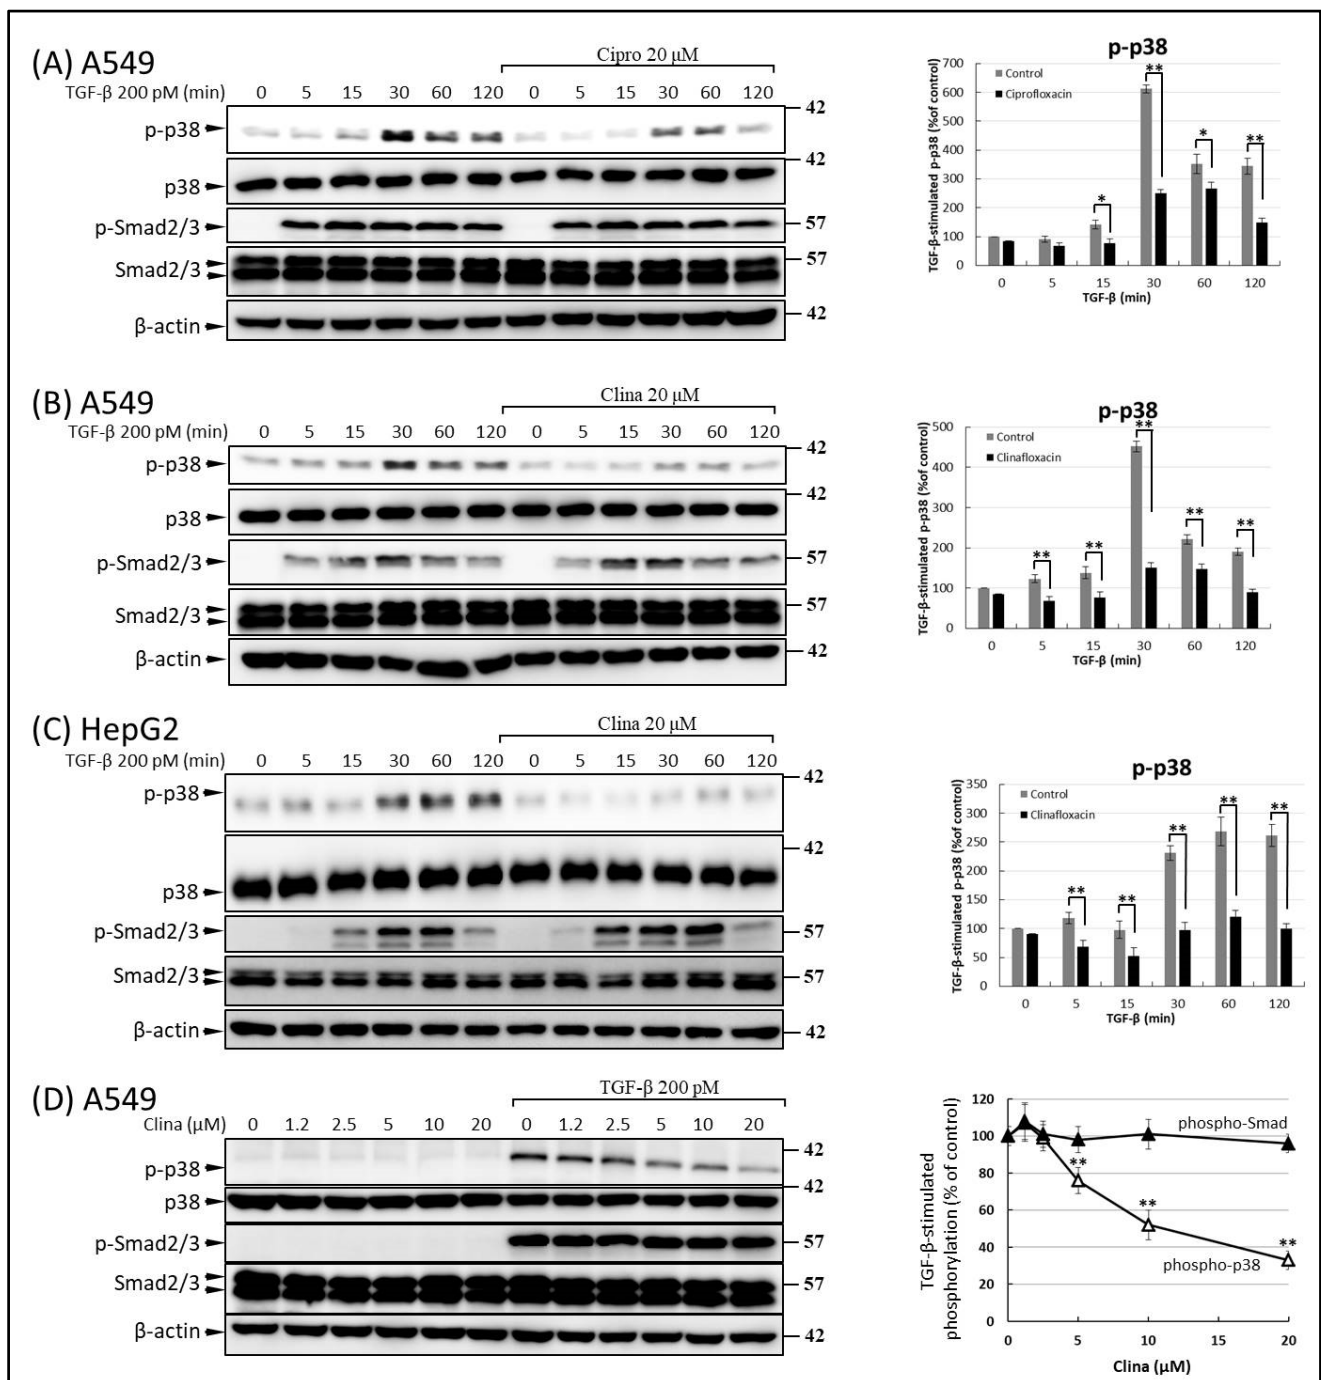 (A) A549
Cipro 20 μM
TGF-β 200 pM (min) 0 5 15 30 60 120 0 5 15 30 60 120
p-p38 42
p38 42
p-Smad2/3 57
Smad2/3 57
β-actin 42
p-p38
Control
Ciprofloxacin
TGF-β-stimulated p-p38 (%of control)
700
600
500
400
300
200
100
0
** * ** * **
0 5 15 30 60 120
TGF-β (min)
(B) A549
Clina 20 μM
TGF-β 200 pM (min) 0 5 15 30 60 120 0 5 15 30 60 120
p-p38 42
p38 42
p-Smad2/3 57
Smad2/3 57
β-actin 42
p-p38
Control
Clinafloxacin
TGF-β-stimulated p-p38 (%of control)
500
400
300
200
100
0
** ** ** ** **
0 5 15 30 60 120
TGF-β (min)
(C) HepG2
Clina 20 μM
TGF-β 200 pM (min) 0 5 15 30 60 120 0 5 15 30 60 120
p-p38 42
p38 42
p-Smad2/3 57
Smad2/3 57
β-actin 42
p-p38
Control
Clinafloxacin
TGF-β-stimulated p-p38 (%of control)
350
300
250
200
150
100
50
0
** ** ** ** **
0 5 15 30 60 120
TGF-β (min)
(D) A549
TGF-β 200 pM
Clina (μM) 0 1.2 2.5 5 10 20 0 1.2 2.5 5 10 20
p-p38 42
p38 42
p-Smad2/3 57
Smad2/3 57
β-actin 42
TGF-β-stimulated
phosphorylation (% of control)
120
100
80
60
40
20
0
phospho-Smad
** ** **
phospho-p38
0 5 10 15 20
Clina (μM)